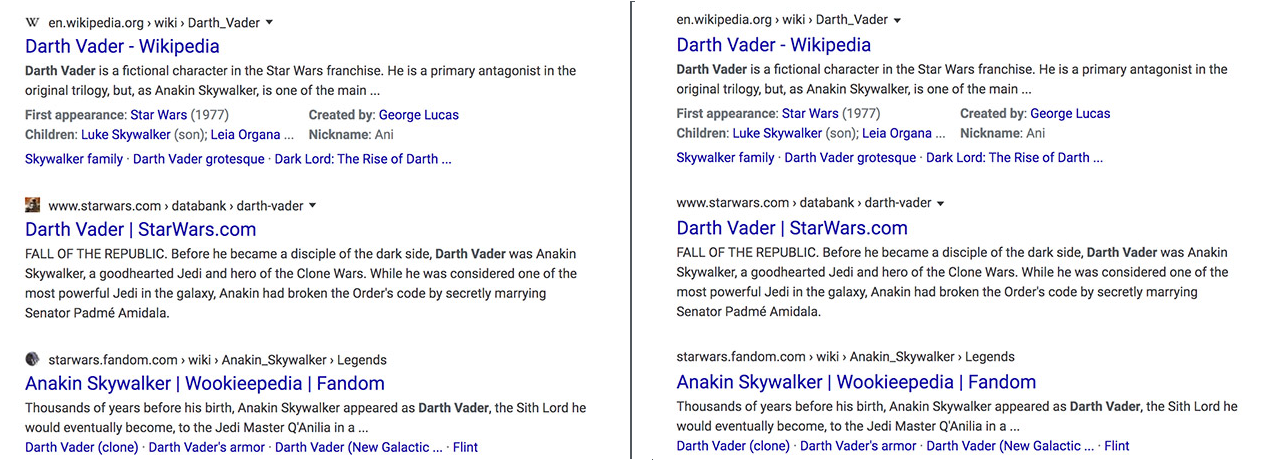 W en.wikipedia.org › wiki › Darth_Vader
Darth Vader - Wikipedia
Darth Vader is a fictional character in the Star Wars franchise. He is a primary antagonist in the
original trilogy, but, as Anakin Skywalker, is one of the main ...
First appearance: Star Wars (1977) Created by: George Lucas
Children: Luke Skywalker (son); Leia Organa ... Nickname: Ani
Skywalker family · Darth Vader grotesque · Dark Lord: The Rise of Darth ...
www.starwars.com › databank › darth-vader
Darth Vader | StarWars.com
FALL OF THE REPUBLIC. Before he became a disciple of the dark side, Darth Vader was Anakin
Skywalker, a goodhearted Jedi and hero of the Clone Wars. While he was considered one of the
most powerful Jedi in the galaxy, Anakin had broken the Order's code by secretly marrying
Senator Padmé Amidala.
starwars.fandom.com › wiki › Anakin_Skywalker › Legends
Anakin Skywalker | Wookieepedia | Fandom
Thousands of years before his birth, Anakin Skywalker appeared as Darth Vader, the Sith Lord he
would eventually become, to the Jedi Master Q'Anilia in a ...
Darth Vader (clone) · Darth Vader's armor · Darth Vader (New Galactic ... · Flint
en.wikipedia.org › wiki › Darth_Vader
Darth Vader - Wikipedia
Darth Vader is a fictional character in the Star Wars franchise. He is a primary antagonist in the
original trilogy, but, as Anakin Skywalker, is one of the main ...
First appearance: Star Wars (1977) Created by: George Lucas
Children: Luke Skywalker (son); Leia Organa ... Nickname: Ani
Skywalker family · Darth Vader grotesque · Dark Lord: The Rise of Darth ...
www.starwars.com › databank › darth-vader
Darth Vader | StarWars.com
FALL OF THE REPUBLIC. Before he became a disciple of the dark side, Darth Vader was Anakin
Skywalker, a goodhearted Jedi and hero of the Clone Wars. While he was considered one of the
most powerful Jedi in the galaxy, Anakin had broken the Order's code by secretly marrying
Senator Padmé Amidala.
starwars.fandom.com › wiki › Anakin_Skywalker › Legends
Anakin Skywalker | Wookieepedia | Fandom
Thousands of years before his birth, Anakin Skywalker appeared as Darth Vader, the Sith Lord he
would eventually become, to the Jedi Master Q'Anilia in a ...
Darth Vader (clone) · Darth Vader's armor · Darth Vader (New Galactic ... · Flint